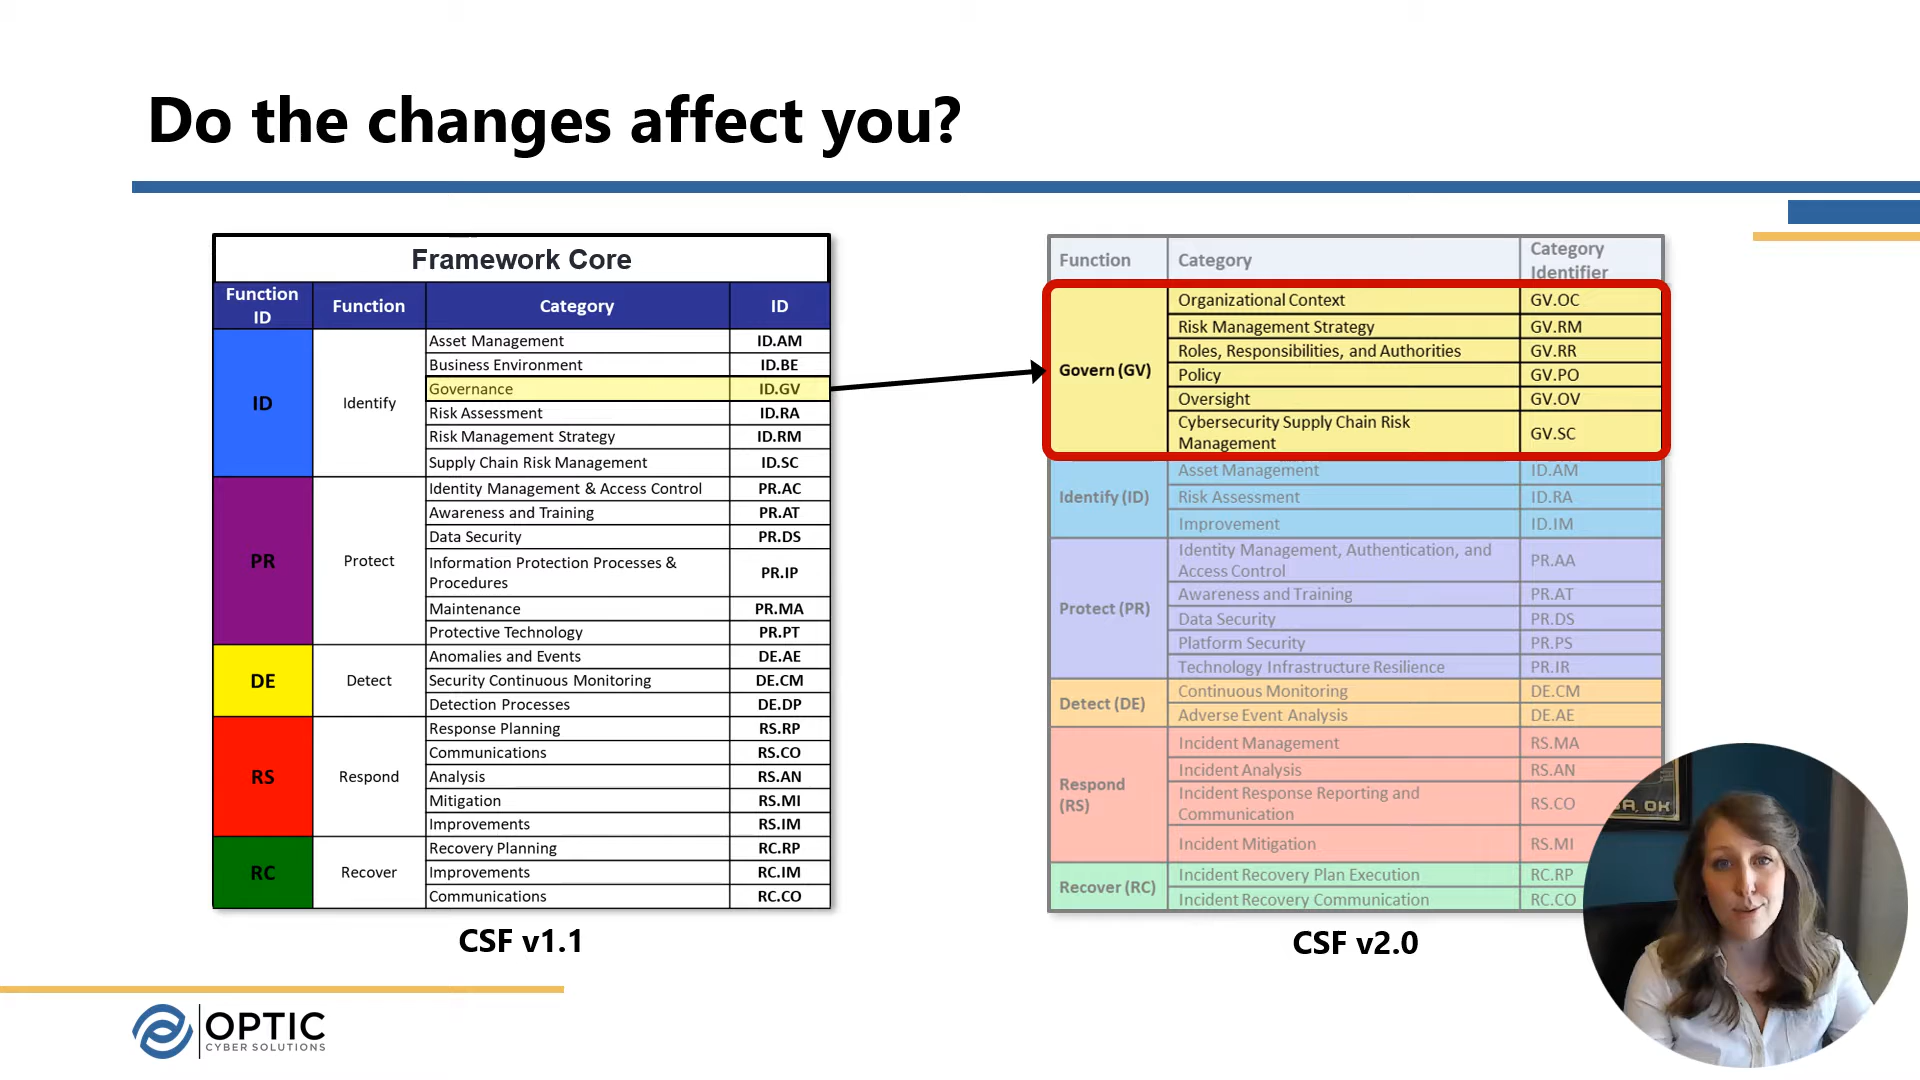 Do the changes affect you?
Framework Core
Function ID
Function
Category
ID
ID
Identify
Asset Management ID.AM
Business Environment ID.BE
Governance ID.GV
Risk Assessment ID.RA
Risk Management Strategy ID.RM
Supply Chain Risk Management ID.SC
PR
Protect
Identity Management & Access Control PR.AC
Awareness and Training PR.AT
Data Security PR.DS
Information Protection Processes &
Procedures PR.IP
Maintenance PR.MA
Protective Technology PR.PT
DE
Detect
Anomalies and Events DE.AE
Security Continuous Monitoring DE.CM
Detection Processes DE.DP
RS
Respond
Response Planning RS.RP
Communications RS.CO
Analysis RS.AN
Mitigation RS.MI
Improvements RS.IM
RC
Recover
Recovery Planning RC.RP
Improvements RC.IM
Communications RC.CO
CSF v1.1
Function
Category
Category
Identifier
Govern (GV)
Organizational Context GV.OC
Risk Management Strategy GV.RM
Roles, Responsibilities, and Authorities GV.RR
Policy GV.PO
Oversight GV.OV
Cybersecurity Supply Chain Risk
Management GV.SC
Identify (ID)
Asset Management ID.AM
Risk Assessment ID.RA
Improvement ID.IM
Protect (PR)
Identity Management, Authentication, and
Access Control PR.AA
Awareness and Training PR.AT
Data Security PR.DS
Platform Security PR.PS
Technology Infrastructure Resilience PR.IR
Detect (DE)
Continuous Monitoring DE.CM
Adverse Event Analysis DE.AE
Respond
(RS)
Incident Management RS.MA
Incident Analysis RS.AN
Incident Response Reporting and
Communication RS.CO
Incident Mitigation RS.MI
Recover (RC)
Incident Recovery Plan Execution RC.RP
Incident Recovery Communication RC.CO
CSF v2.0
OK
OPTIC
CYBER SOLUTIONS